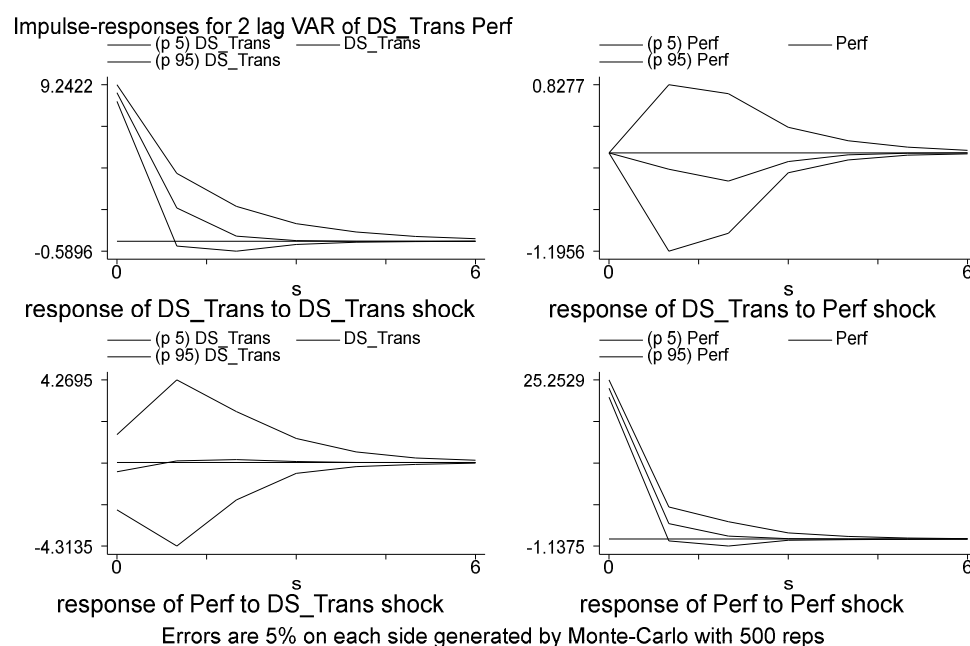 Impulse-responses for 2 lag VAR of DS_Trans Perf
(p 5) DS_Trans DS_Trans
(p 95) DS_Trans
9.2422
-0.5896
0 6
s
response of DS_Trans to DS_Trans shock
(p 5) Perf Perf
(p 95) Perf
0.8277
-1.1956
0 6
s
response of DS_Trans to Perf shock
(p 5) DS_Trans DS_Trans
(p 95) DS_Trans
4.2695
-4.3135
0 6
s
response of Perf to DS_Trans shock
(p 5) Perf Perf
(p 95) Perf
25.2529
-1.1375
0 6
s
response of Perf to Perf shock
Errors are 5% on each side generated by Monte-Carlo with 500 reps